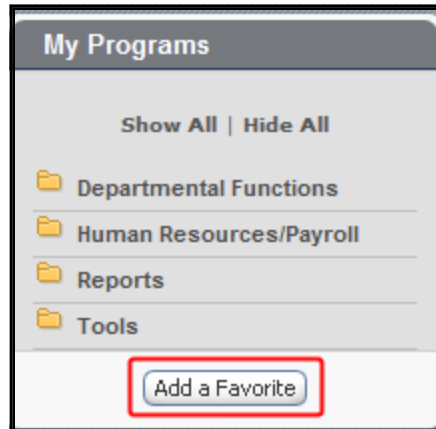 My Programs
Show All | Hide All
Departmental Functions
Human Resources/Payroll
Reports
Tools
Add a Favorite